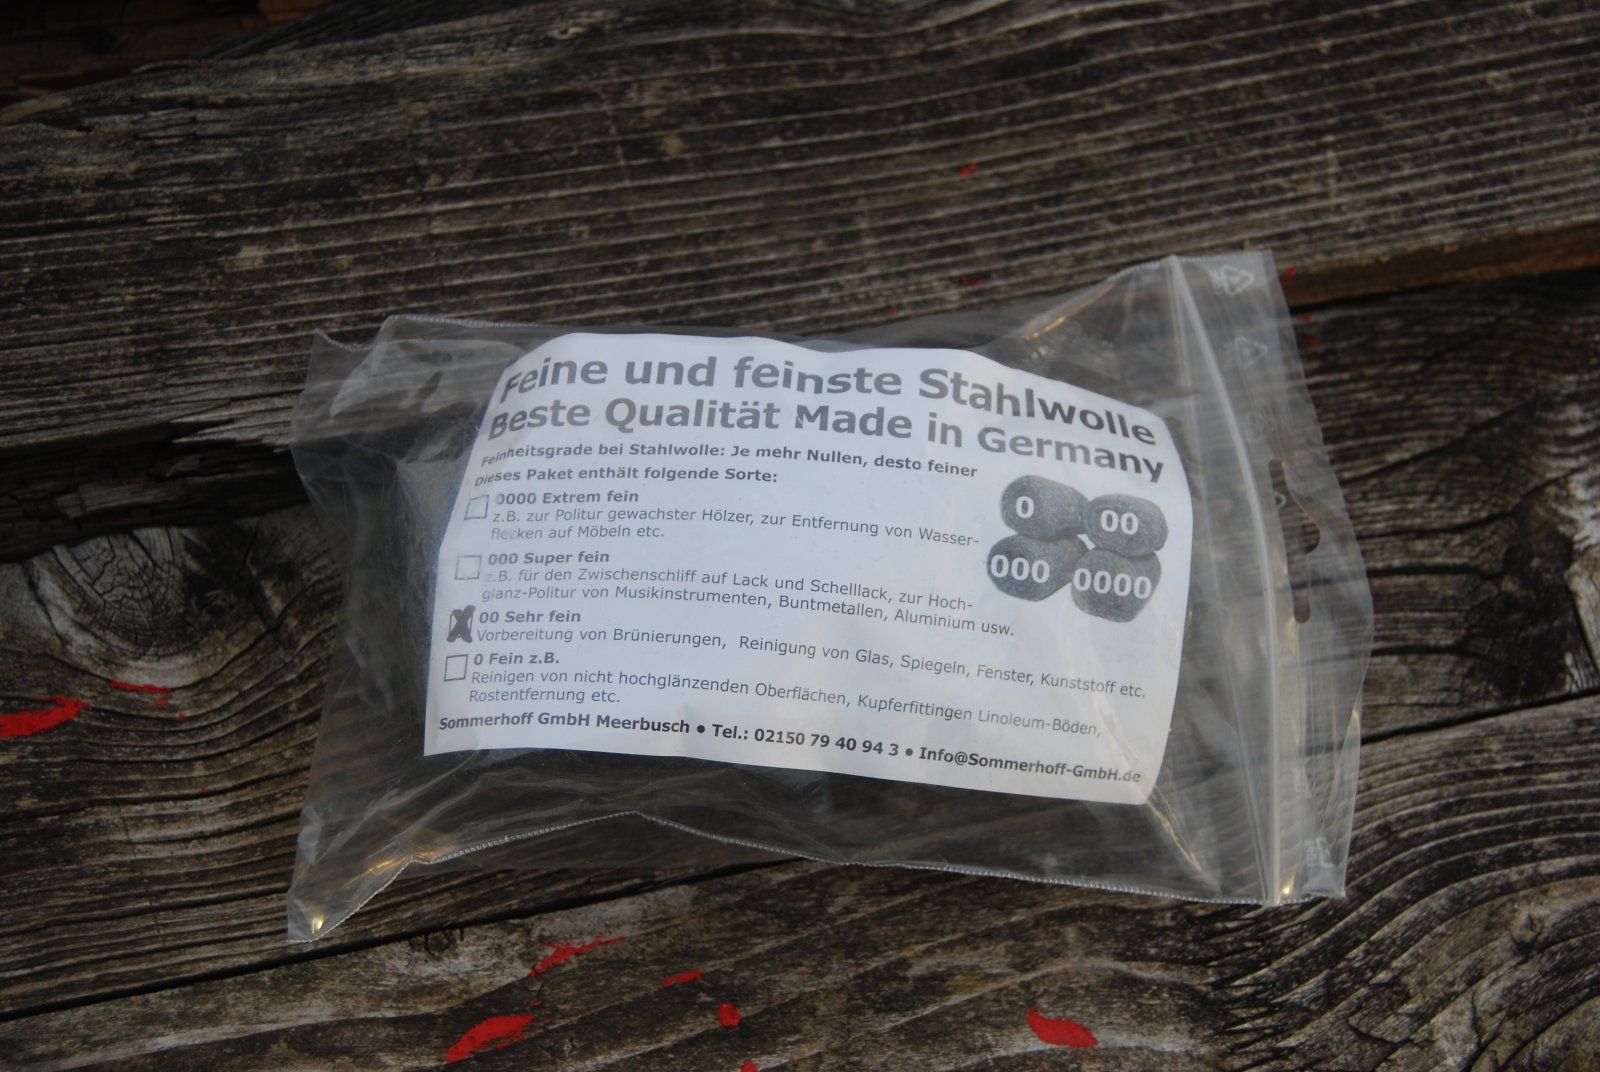 Feine und feinste Stahlwolle
Beste Qualität Made in Germany
Feinheitsgrade bei Stahlwolle: Je mehr Nullen, desto feiner
Dieses Paket enthält folgende Sorte:
0000 Extrem fein
z.B. zur Politur gewachster Hölzer, zur Entfernung von Wasser-
flecken auf Möbeln etc.
000 Super fein
z.B. für den Zwischenschliff auf Lack und Schelllack, zur Hoch-
glanz-Politur von Musikinstrumenten, Buntmetallen, Aluminium usw.
X 00 Sehr fein
Vorbereitung von Brünierungen, Reinigung von Glas, Spiegeln, Fenster, Kunststoff etc.
0 Fein z.B.
Reinigen von nicht hochglänzenden Oberflächen, Kupferfittingen Linoleum-Böden,
Rostentfernung etc.
Sommerhoff GmbH Meerbusch • Tel.: 02150 79 40 94 3 • Info@Sommerhoff-GmbH.de
0
00
000
0000